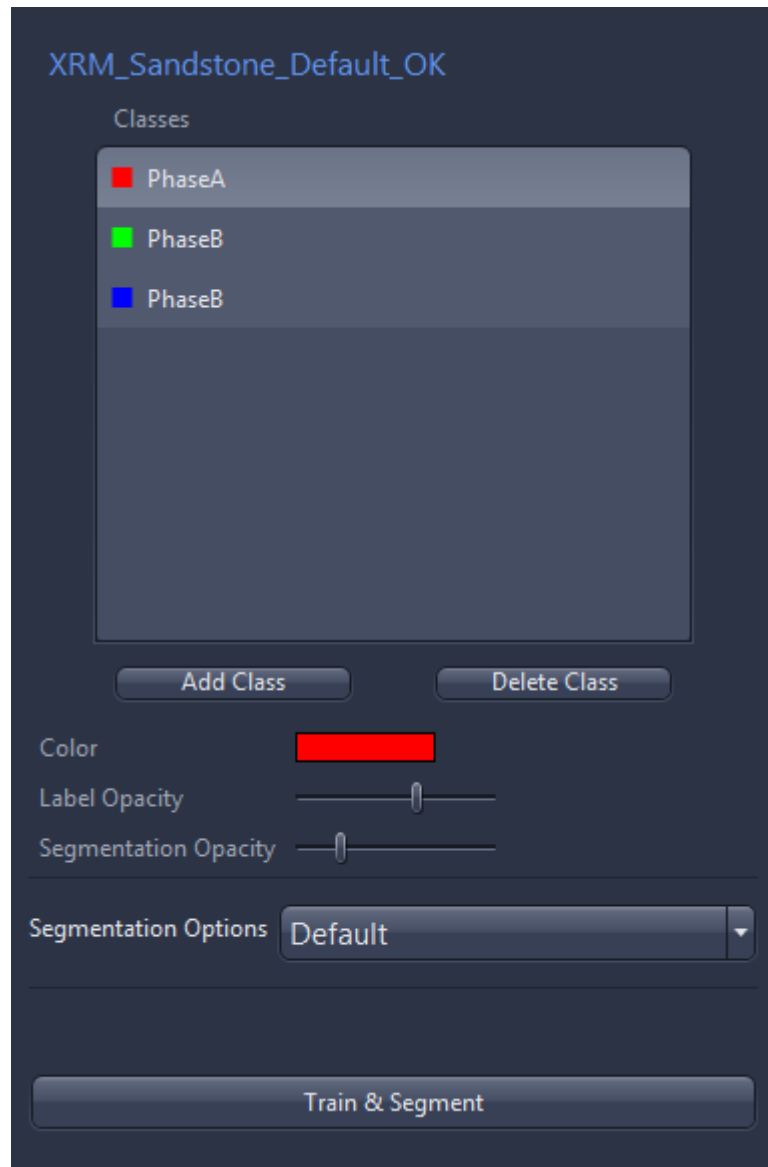 XRM_Sandstone_Default_OK
Classes
PhaseA
PhaseB
PhaseB
Add Class Delete Class
Color
Label Opacity
Segmentation Opacity
Segmentation Options Default
Train & Segment